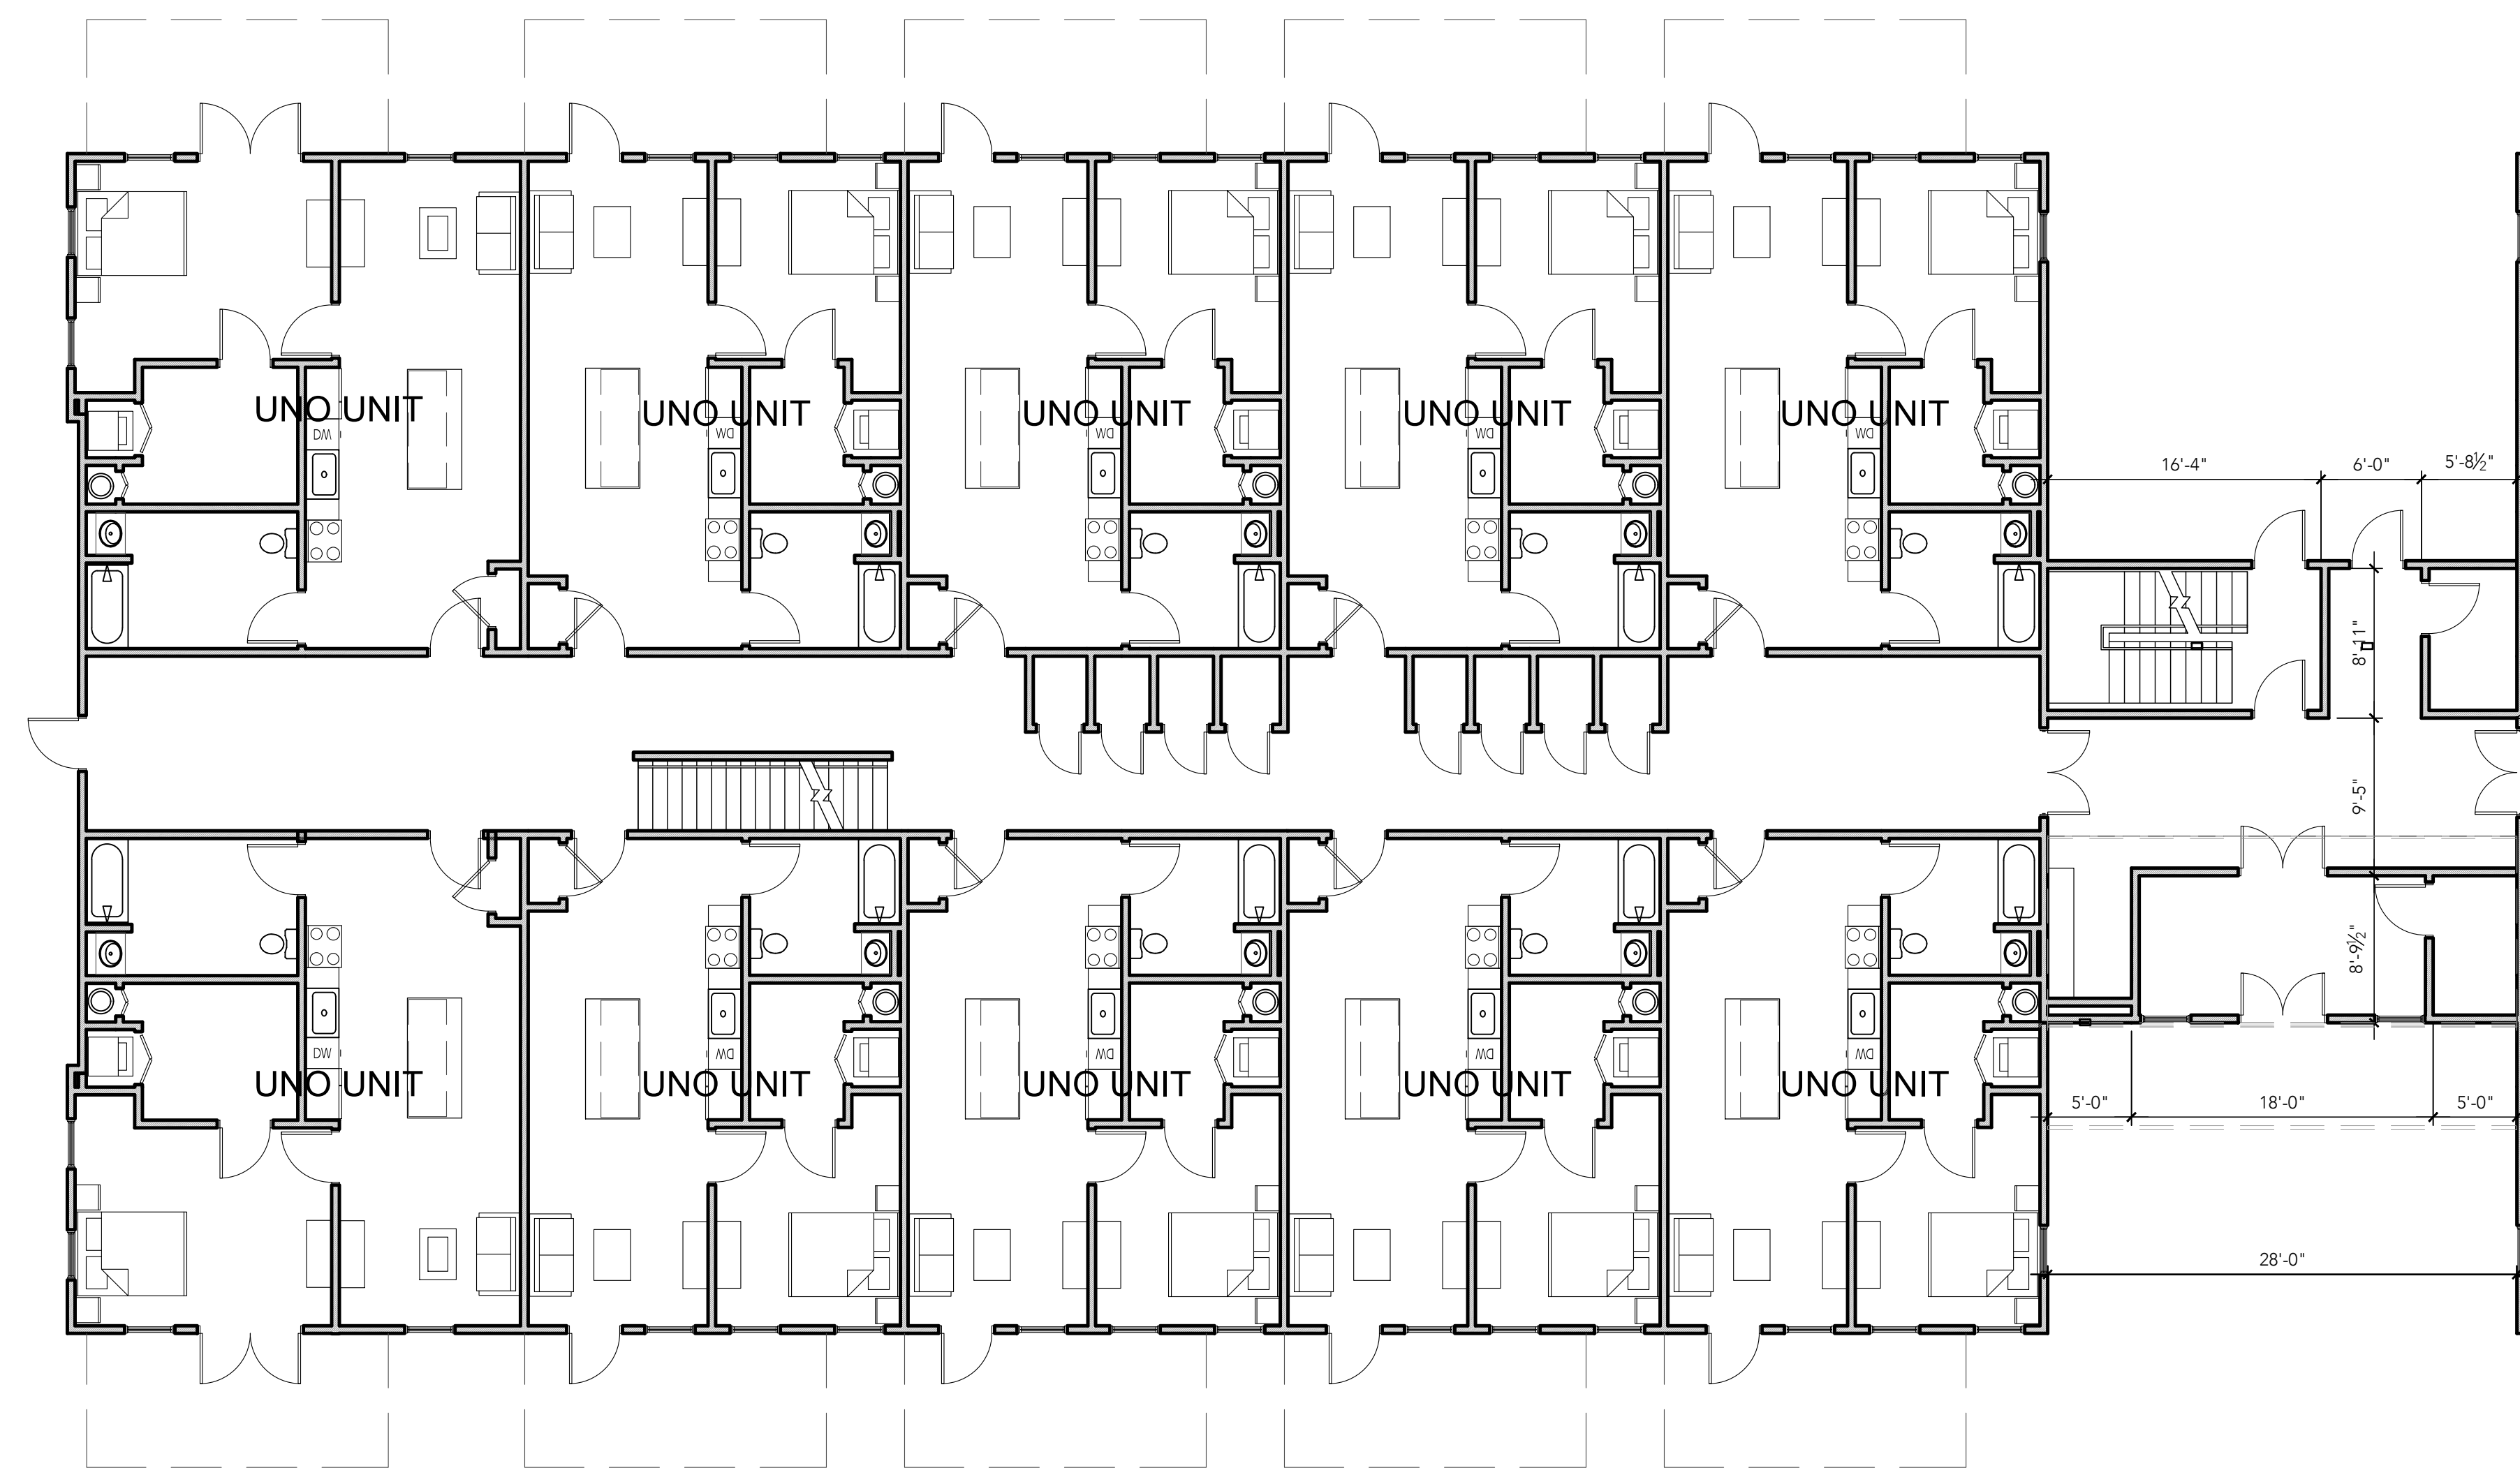 UNO UNIT
UNO UNIT
UNO UNIT
UNO UNIT
UNO UNIT
DW
DW
DW
DW
DW
16'-4"
6'-0"
5'-8½"
8'-11"
9'-5"
8'-9½"
DW
DW
DW
DW
DW
UNO UNIT
UNO UNIT
UNO UNIT
UNO UNIT
UNO UNIT
5'-0"
18'-0"
5'-0"
28'-0"